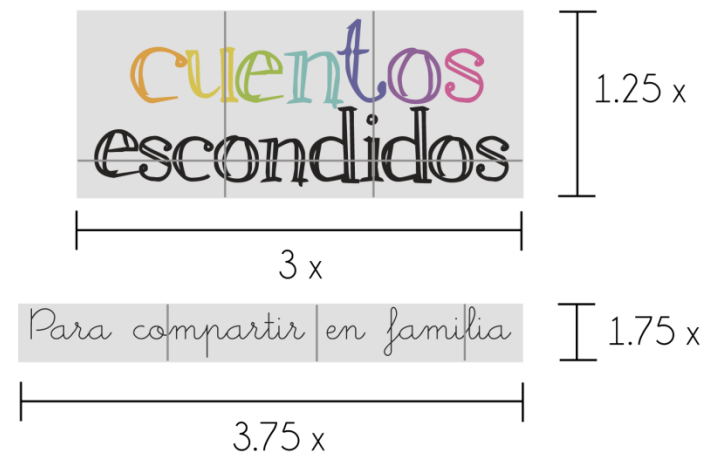 cuentos
escondidos
1.25 x
3 x
Para compartir en familia
1.75 x
3.75 x